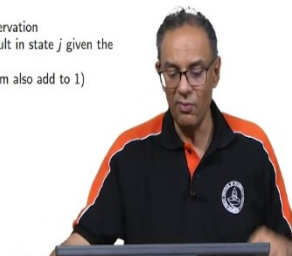 ervation
ult in state j given the
m also add to 1)